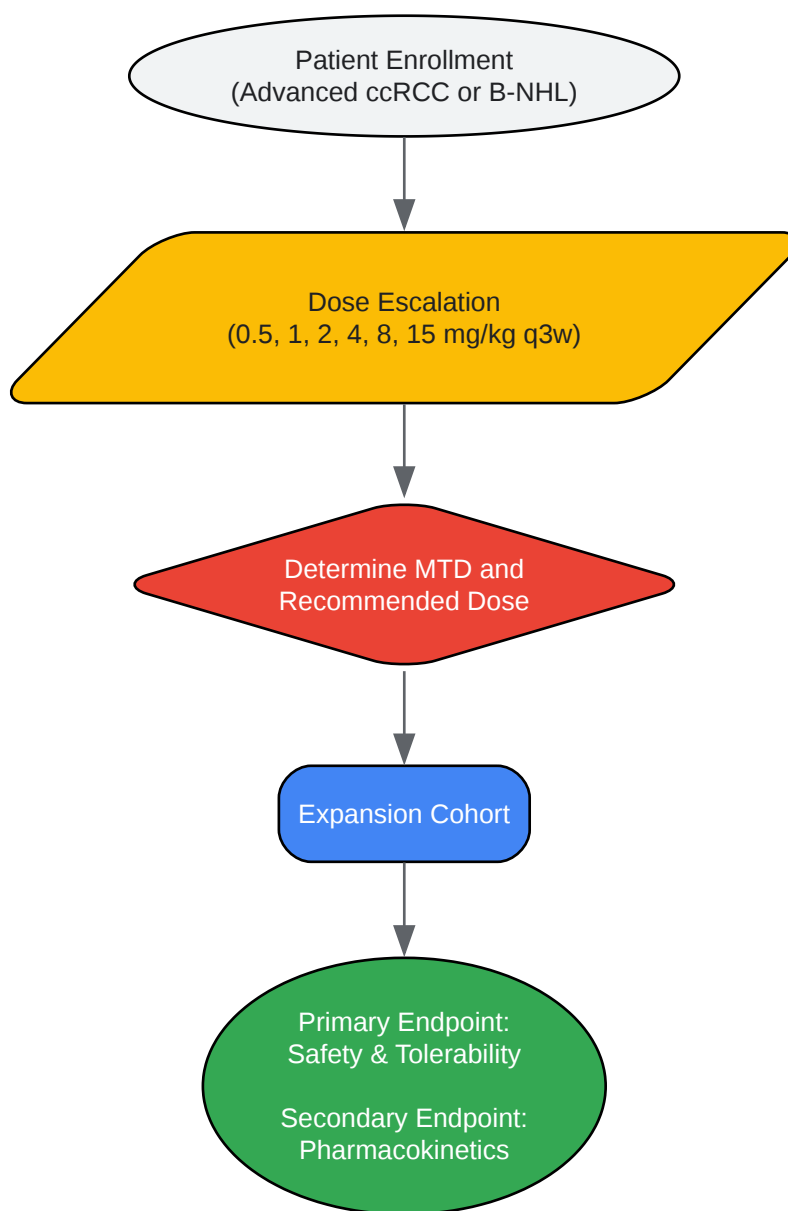 Patient Enrollment
(Advanced ccRCC or B-NHL)
Dose Escalation
(0.5, 1, 2, 4, 8, 15 mg/kg q3w)
Determine MTD and
Recommended Dose
Expansion Cohort
Primary Endpoint:
Safety & Tolerability
Secondary Endpoint:
Pharmacokinetics